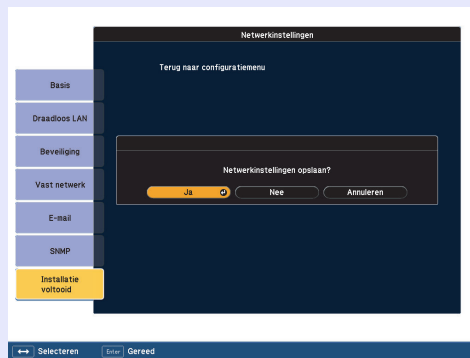 Netwerkinstellingen
Terug naar configuratiemenu
Basis
Draadloos LAN
Beveiliging
Vast netwerk
E-mail
SNMP
Installatie
voltooid
Netwerkinstellingen opslaan?
Ja Nee Annuleren
Selecteren Enter Gereed